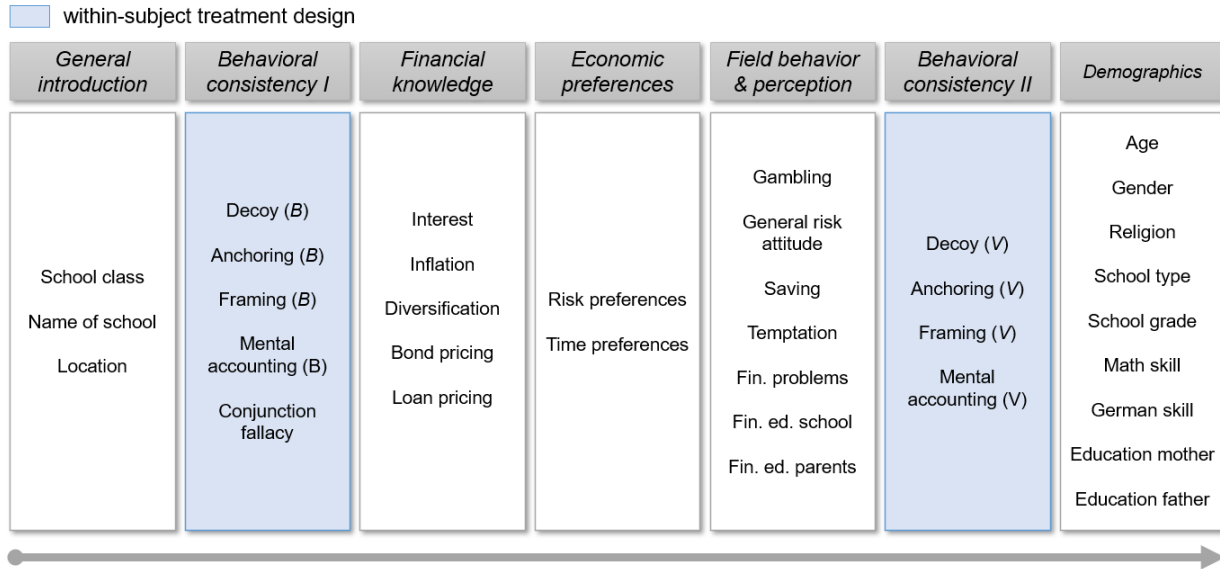 within-subject treatment design
General
introduction
Behavioral
consistency I
Financial
knowledge
Economic
preferences
Field behavior
& perception
Behavioral
consistency II
Demographics
School class
Name of school
Location
Decoy (B)
Anchoring (B)
Framing (B)
Mental
accounting (B)
Conjunction
fallacy
Interest
Inflation
Diversification
Bond pricing
Loan pricing
Risk preferences
Time preferences
Gambling
General risk
attitude
Saving
Temptation
Fin. problems
Fin. ed. school
Fin. ed. parents
Decoy (V)
Anchoring (V)
Framing (V)
Mental
accounting (V)
Age
Gender
Religion
School type
School grade
Math skill
German skill
Education mother
Education father